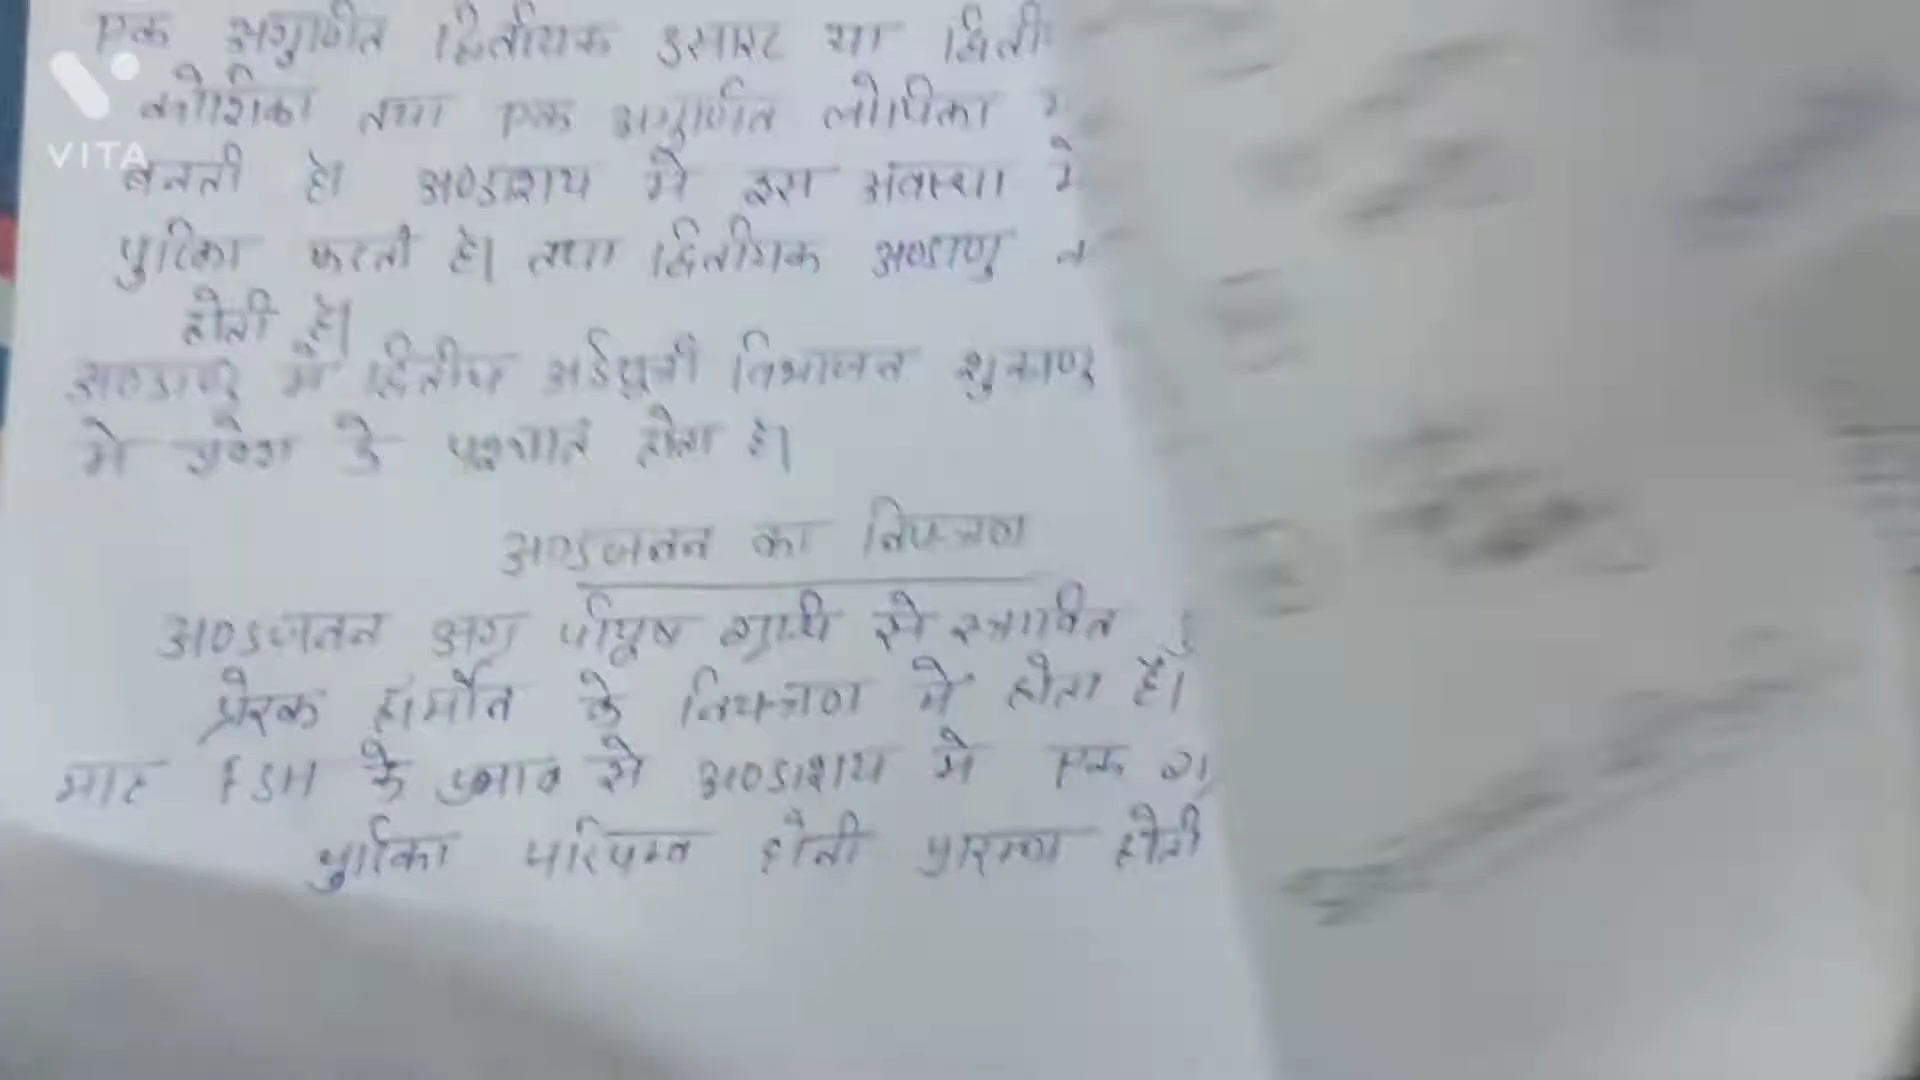 एक अगुणित द्वितीयक ऊसाइट या
कोशिका तथा एक अगुणित लोपिका
VITA
बनती है। अण्डाशय मे इस अवस्था मे
पुटिका फटती है। तथा द्वितीयक अण्डाणु
होती है।
अण्डाणु में द्वितीय अर्द्धसूत्री विभाजन शुक्राणु
मे प्रवेश के पश्चात होता है।
अण्डजनन का नियन्त्रण
अण्डजनन अग्र पीयूष ग्रन्थि से स्त्रावित
प्रेरक हार्मोन के नियन्त्रण में होता है।
FSH के प्रभाव से अण्डाशय मे एक
पुटिका परिपक्व होनी प्रारम्भ होती